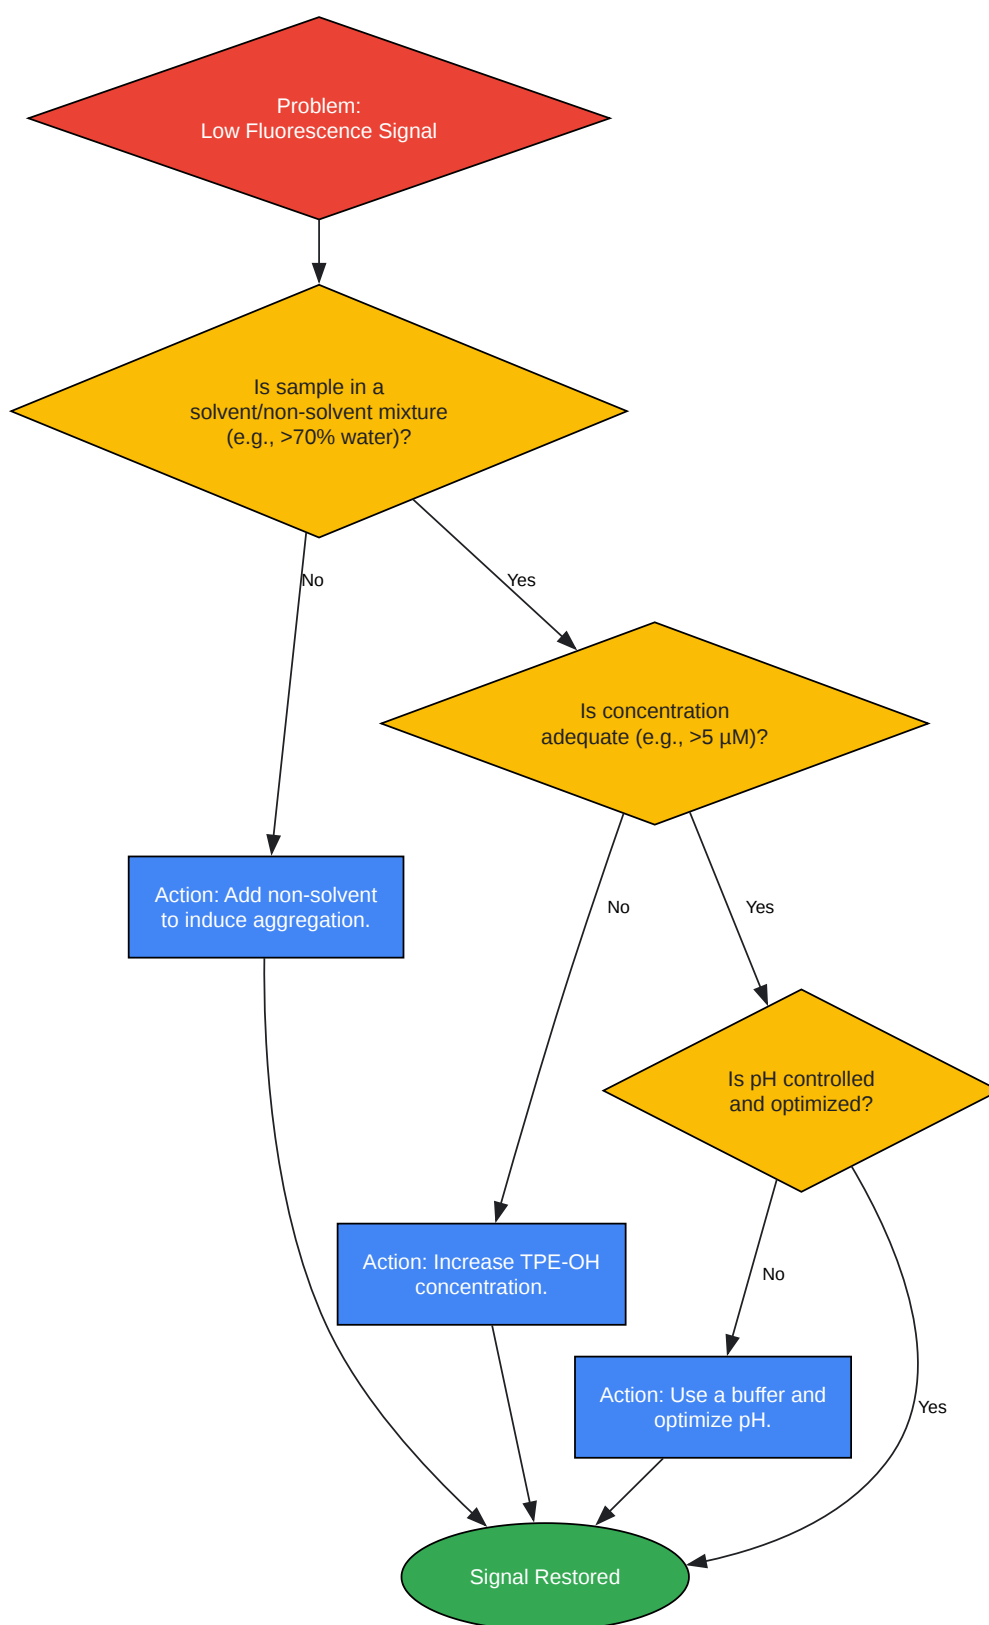 Problem:
Low Fluorescence Signal
Is sample in a
solvent/non-solvent mixture
(e.g., >70% water)?
No
Yes
Is concentration
adequate (e.g., >5 µM)?
Action: Add non-solvent
to induce aggregation.
No
Yes
Is pH controlled
and optimized?
Action: Increase TPE-OH
concentration.
No
Action: Use a buffer and
optimize pH.
Yes
Signal Restored